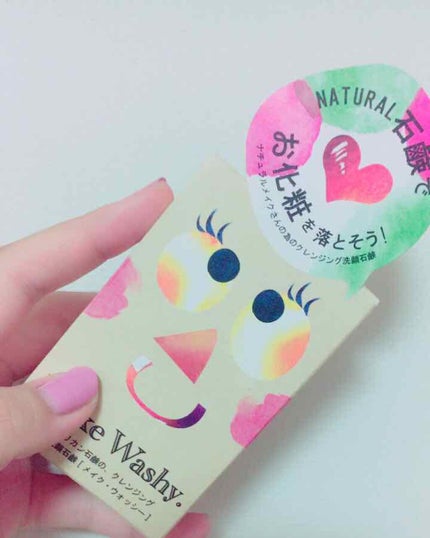 NATURAL石鹸で
お化粧を落とそう!
ナチュラルメイクさんの為のクレンジング洗顔石鹸
ke Washy.
リカン石鹸の、クレンジング
顔石鹸[メイク・ウォッシー]